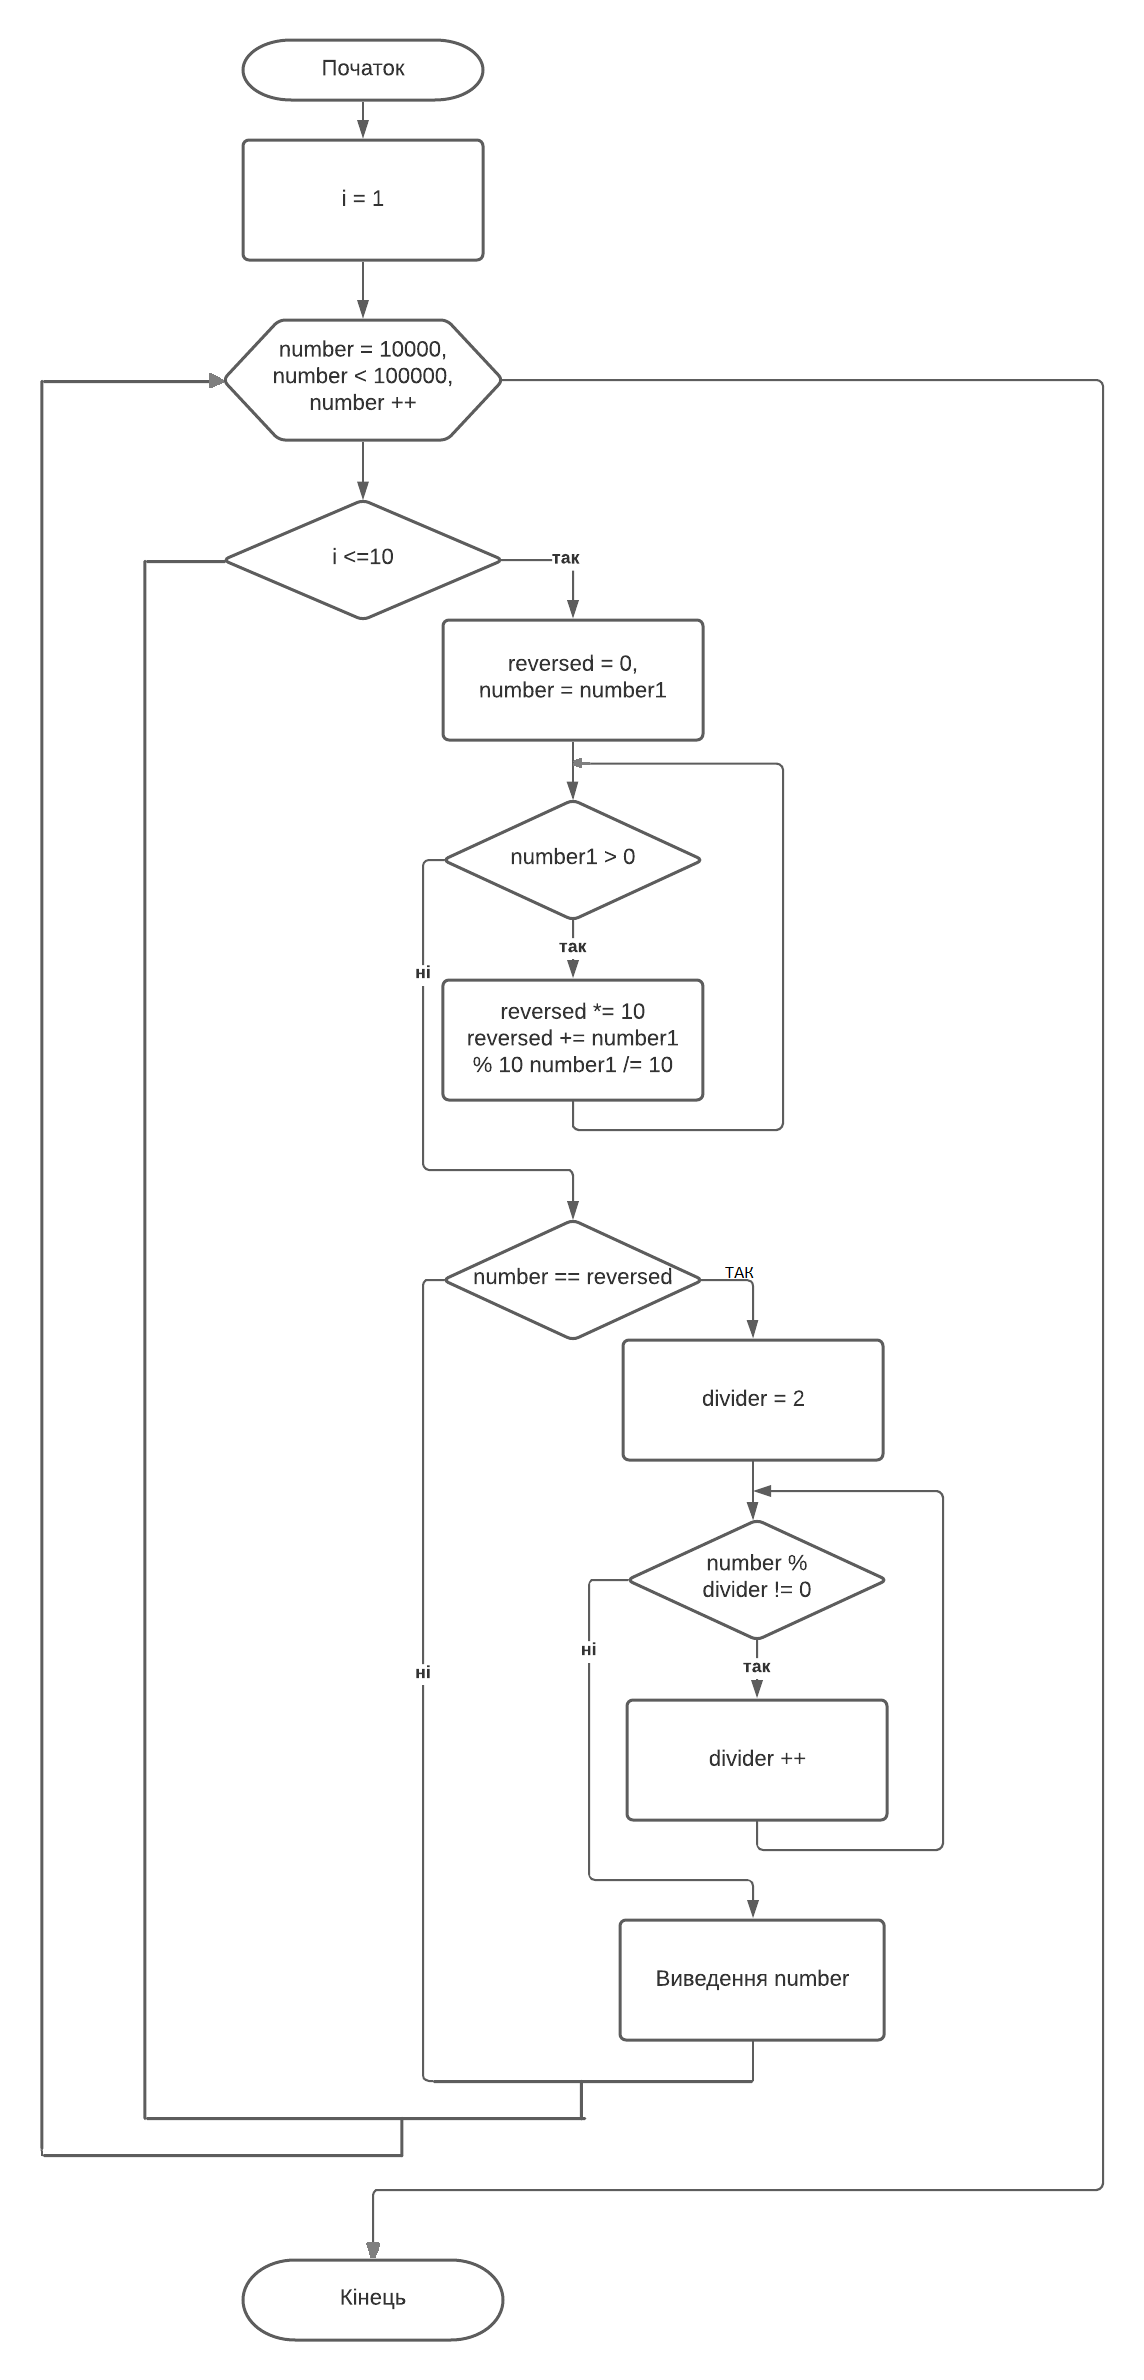 Початок
i = 1
number = 10000,
number < 100000,
number ++
i <=10
так
reversed = 0,
number = number1
number1 > 0
так
ні
reversed *= 10
reversed += number1
% 10 number1 /= 10
number == reversed
ТАК
divider = 2
number %
divider != 0
ні
так
ні
divider ++
Виведення number
Кінець